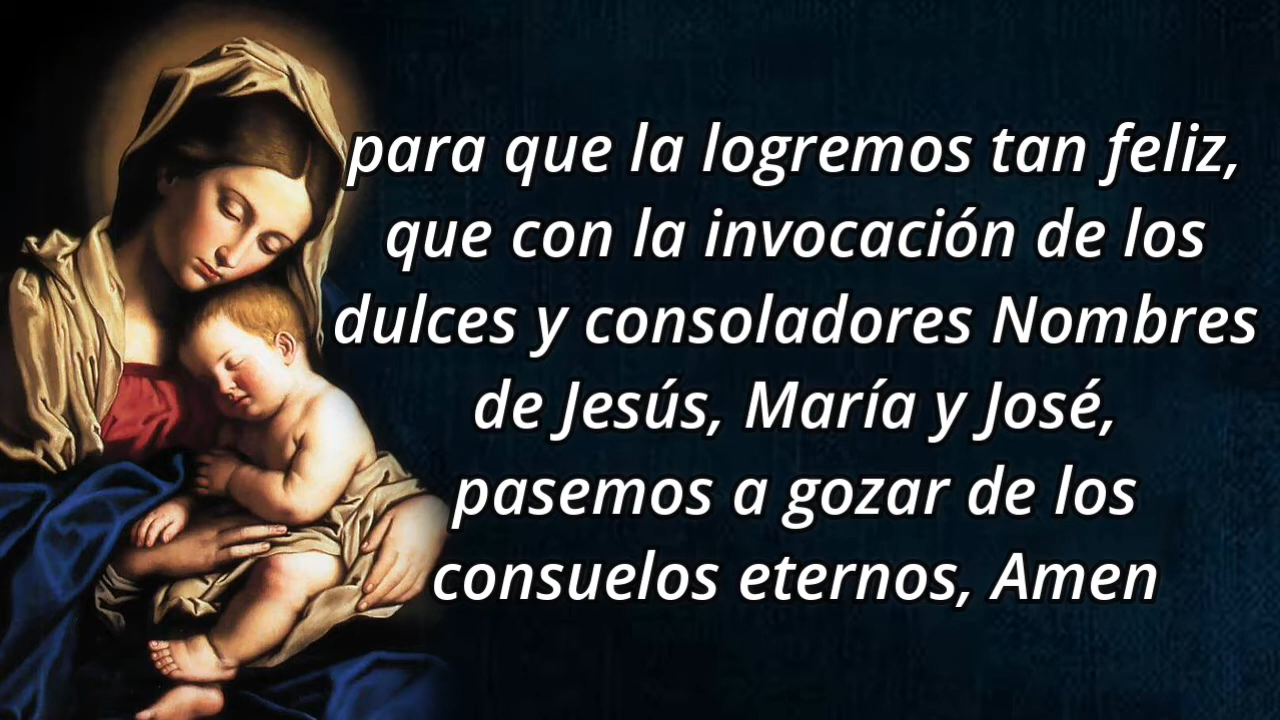 para que la logremos tan feliz,
que con la invocación de los
dulces y consoladores Nombres
de Jesús, María y José,
pasemos a gozar de los
consuelos eternos, Amen